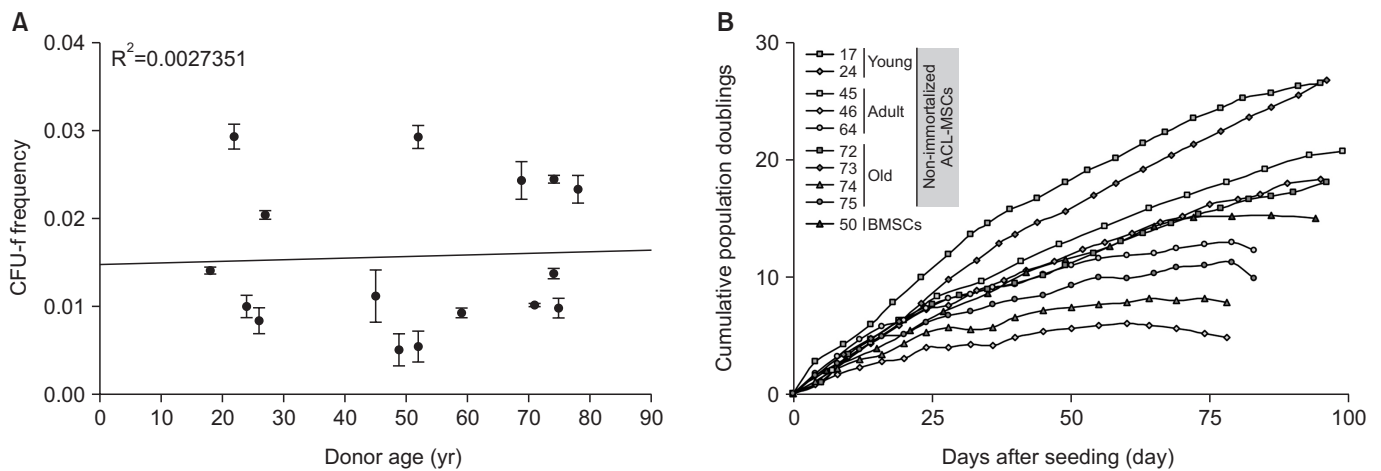 A
R2=0.0027351
CFU-f frequency
0.04
0.03
0.02
0.01
0.00
0 10 20 30 40 50 60 70 80 90
Donor age (yr)
B
Cumulative population doublings
30
20
10
0
17
24
Young
45
46
64
Adult
72
73
74
75
Old
50
BMSCs
Non-immortalized
ACL-MSCs
0 25 50 75 100
Days after seeding (day)